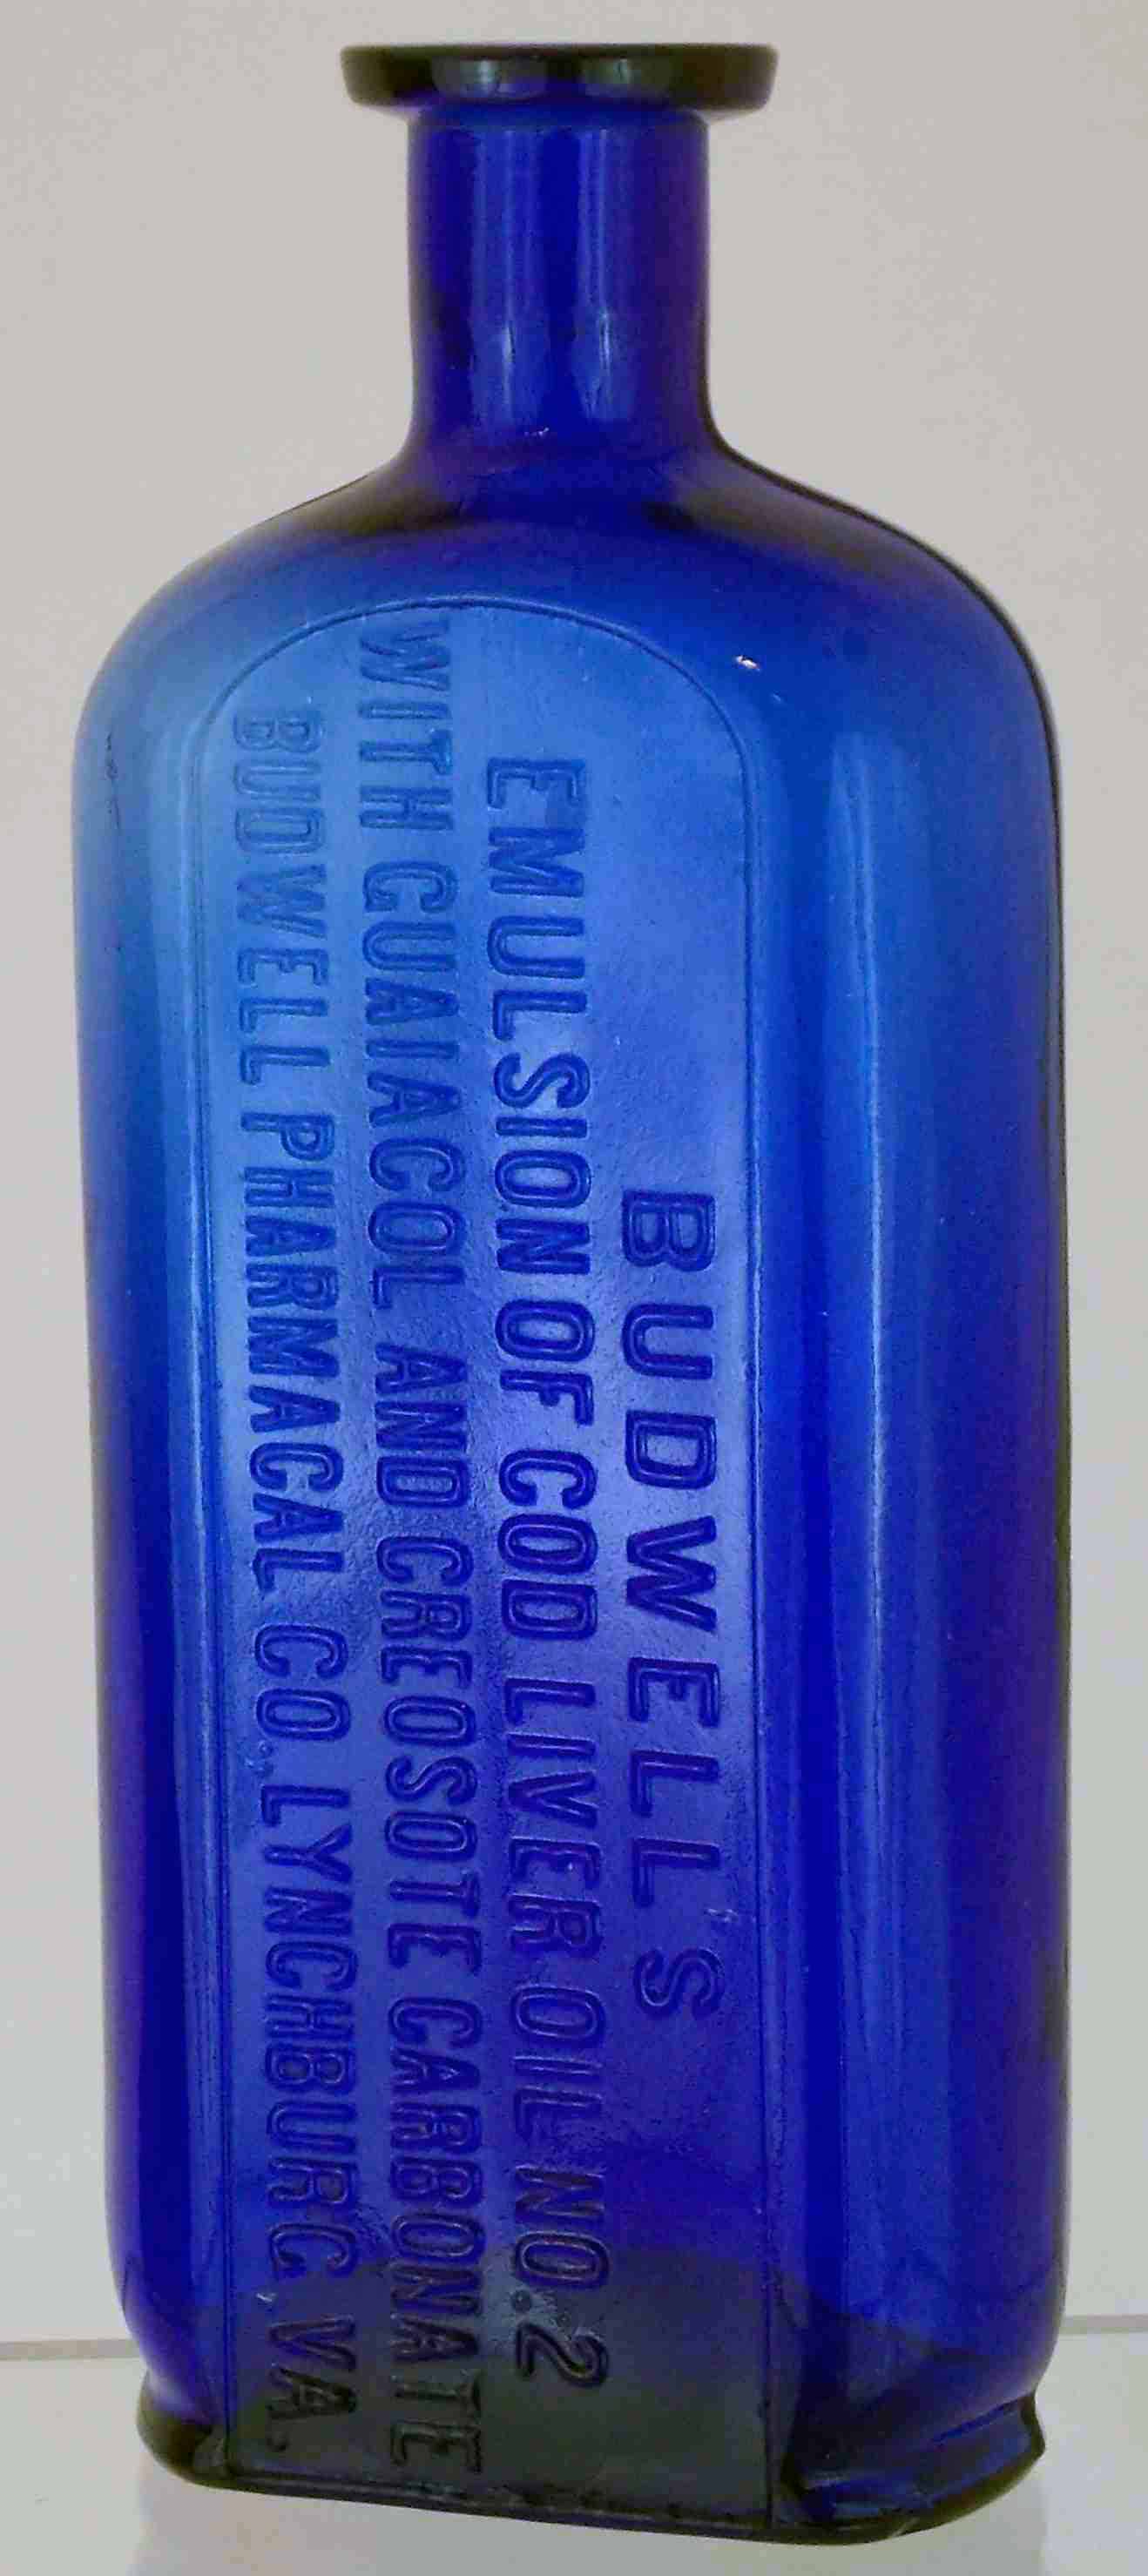 BUDWELL'S
EMULSION OF COD LIVER OIL NO. 2
WITH GUAIACOL AND CREOSOTE CARBONATE
BUDWELL PHARMACAL CO. LYNCHBURG, VA.